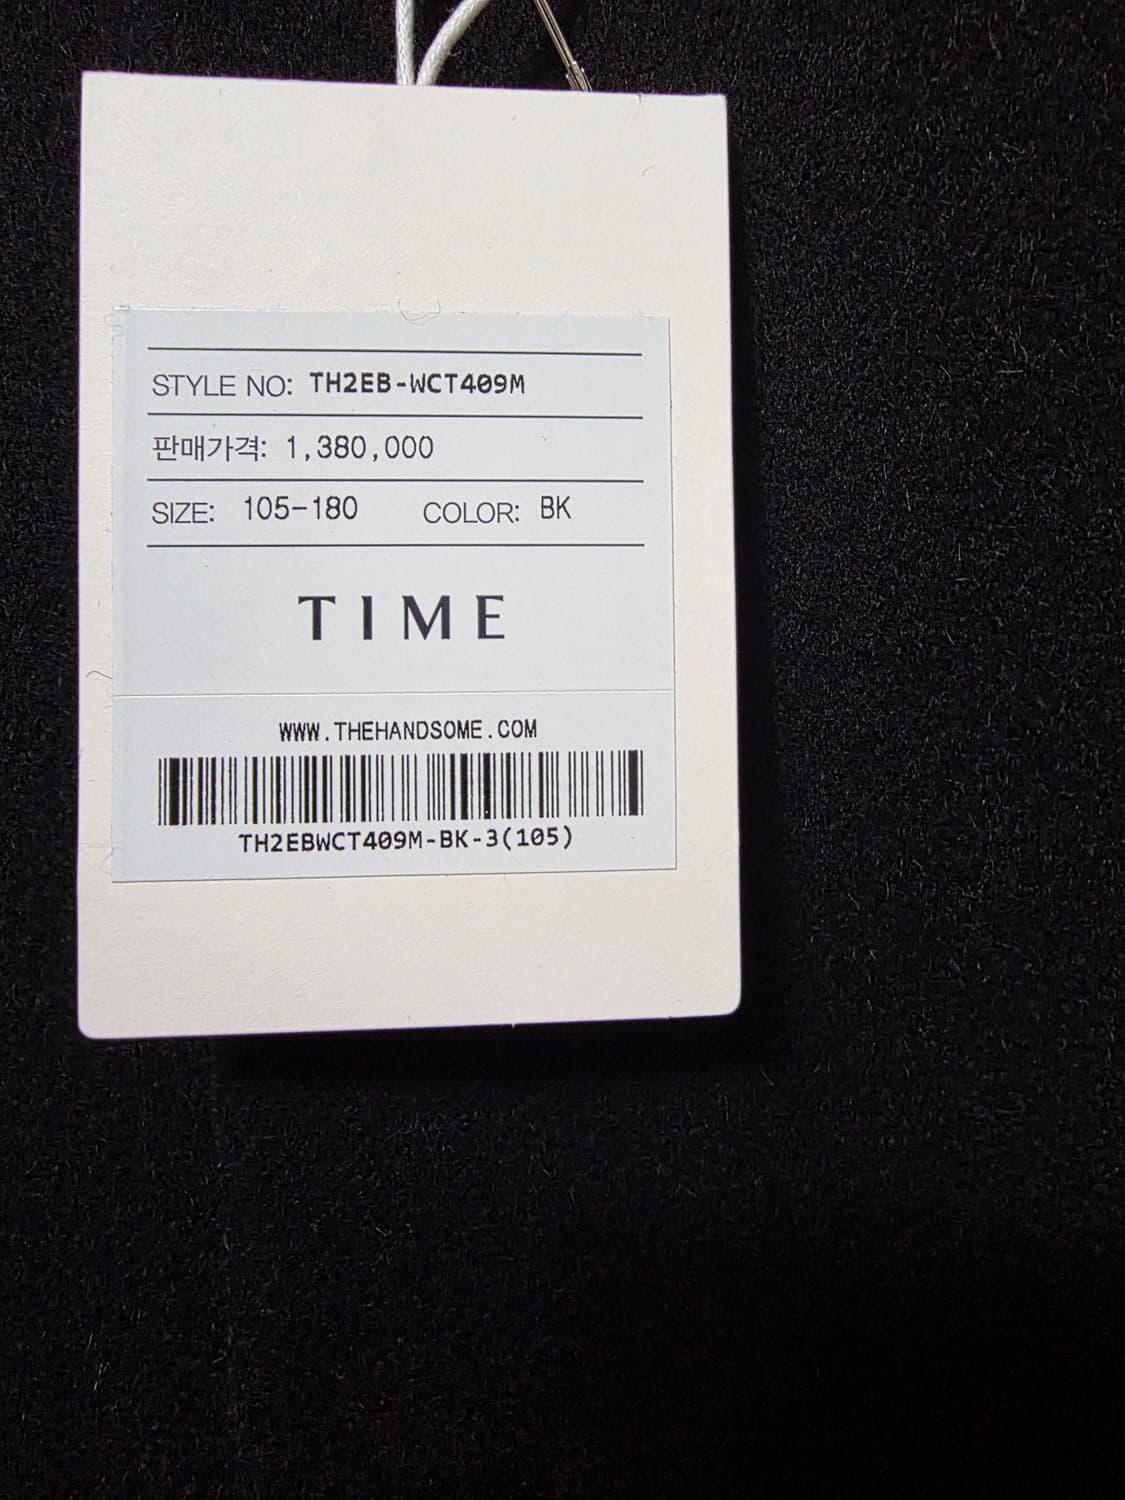 STYLE NO: TH2EB-WCT409M
판매가격: 1,380,000
SIZE: 105-180 COLOR: BK
TIME
WWW.THEHANDSOME.COM
TH2EBWCT409M-BK-3(105)